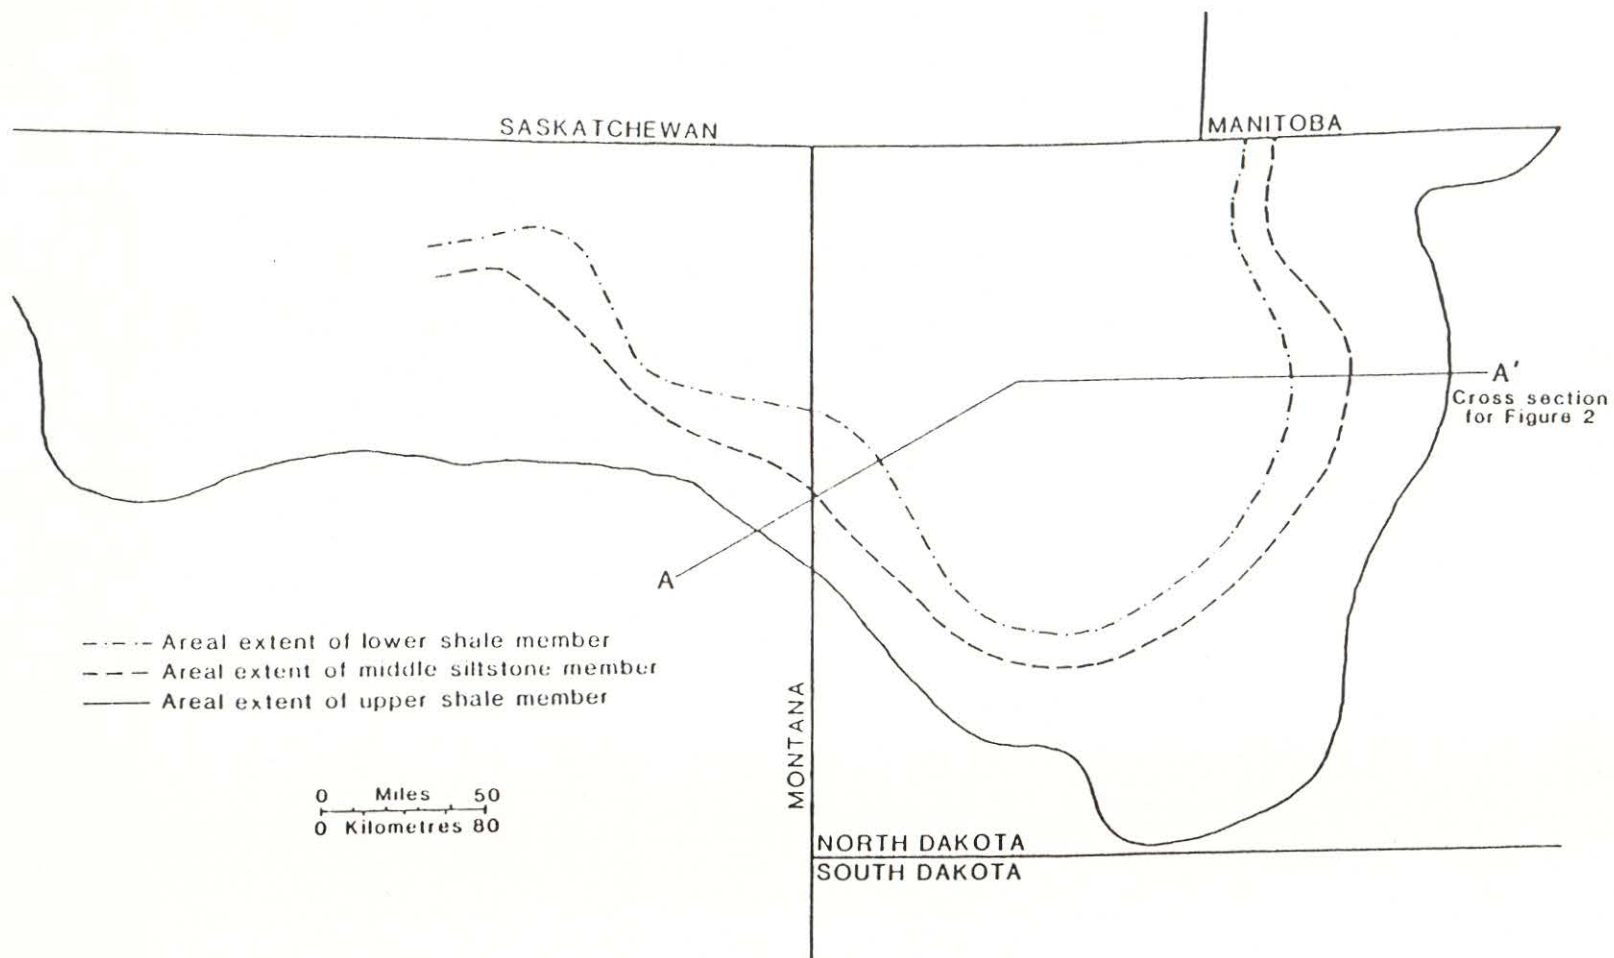 SASKATCHEWAN
MANITOBA
A'
Cross section
for Figure 2
A
Areal extent of lower shale member
Areal extent of middle siltstone member
Areal extent of upper shale member
MONTANA
0 Miles 50
0 Kilometres 80
NORTH DAKOTA
SOUTH DAKOTA